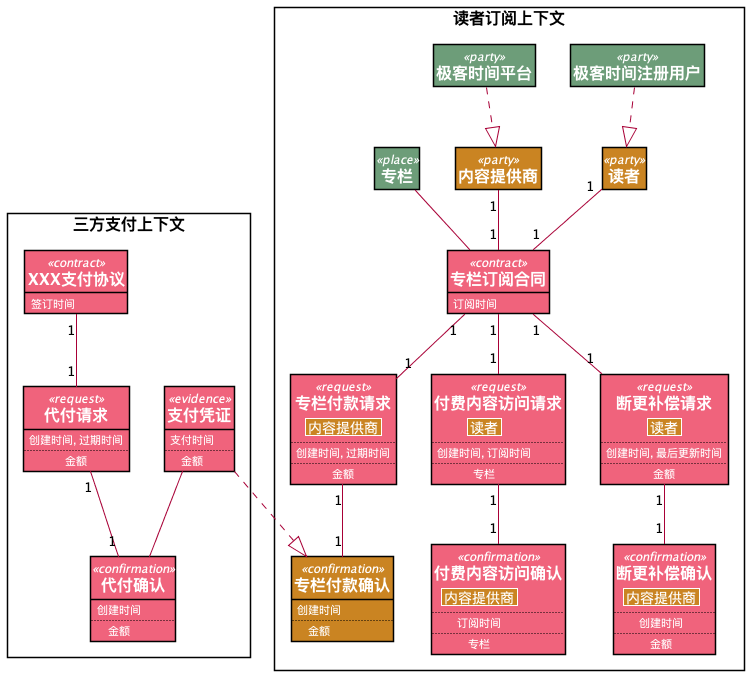 读者订阅上下文
«party»
极客时间平台
«party»
极客时间注册用户
«place»
专栏
«party»
内容提供商
«party»
读者
1
1
1
1
«contract»
专栏订阅合同
订阅时间
1
1
1
1
1
1
«request»
专栏付款请求
内容提供商
创建时间, 过期时间
金额
«request»
付费内容访问请求
读者
创建时间, 订阅时间
专栏
«request»
断更补偿请求
读者
创建时间, 最后更新时间
金额
1
1
1
1
1
1
«confirmation»
专栏付款确认
创建时间
金额
«confirmation»
付费内容访问确认
内容提供商
订阅时间
专栏
«confirmation»
断更补偿确认
内容提供商
创建时间
金额
三方支付上下文
«contract»
XXX支付协议
签订时间
1
1
«request»
代付请求
创建时间, 过期时间
金额
«evidence»
支付凭证
支付时间
金额
1
1
«confirmation»
代付确认
创建时间
金额